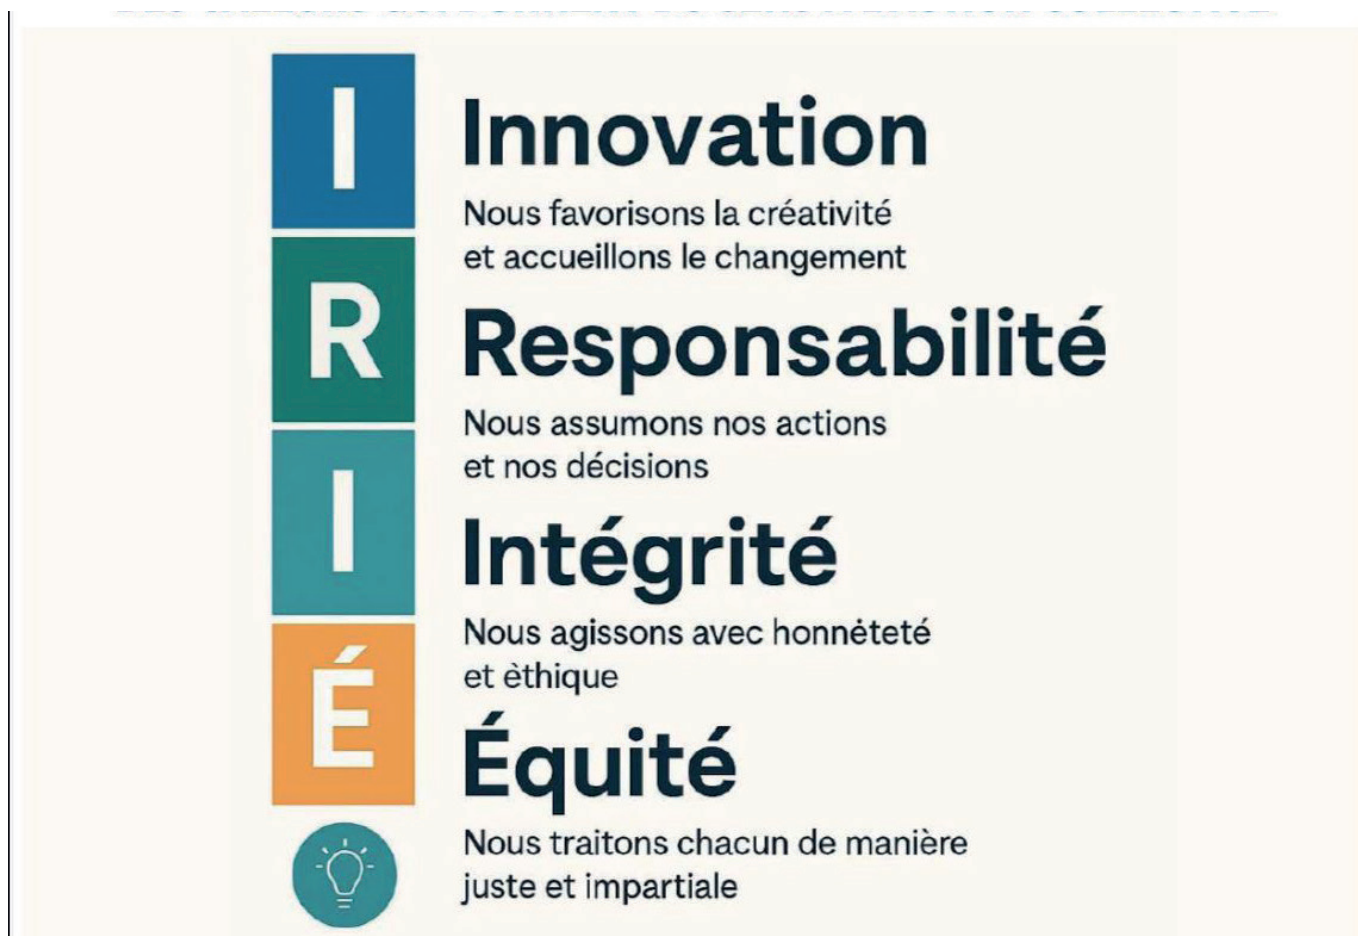 I
Innovation
Nous favorisons la créativité
et accueillons le changement
R
Responsabilité
Nous assumons nos actions
et nos décisions
I
Intégrité
Nous agissons avec honnėteté
et èthique
É
Équité
Nous traitons chacun de manière
juste et impartiale